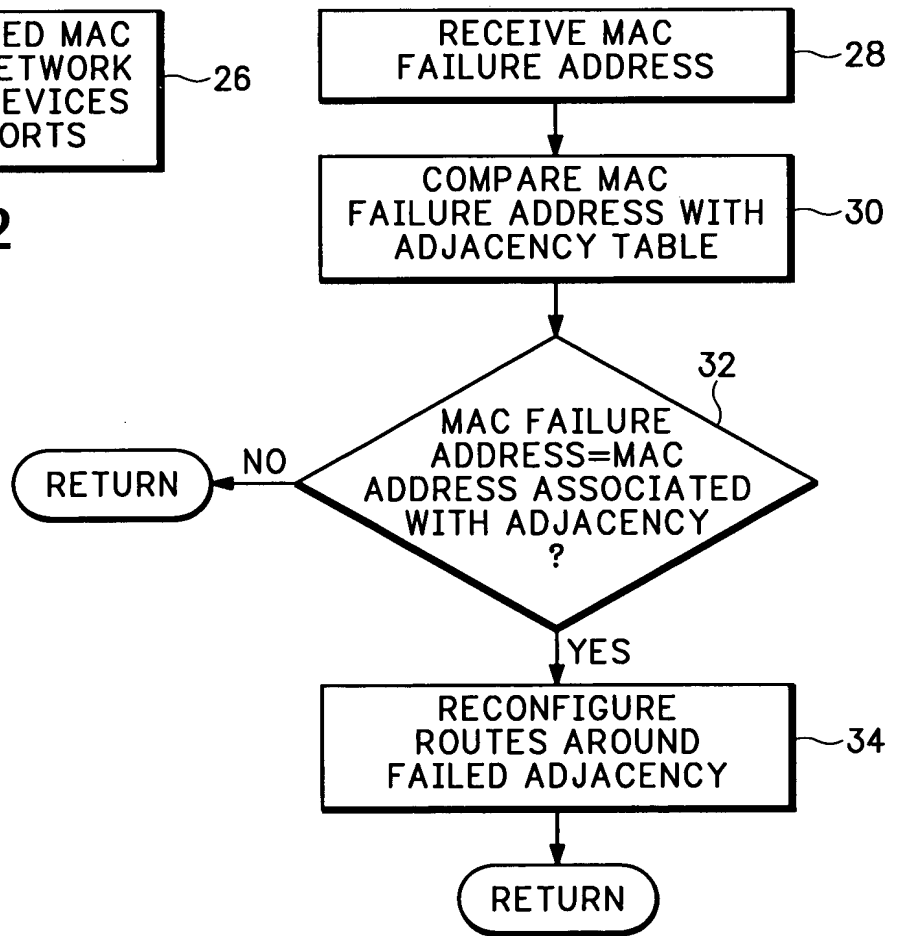 ED MAC
ETWORK
EVICES
ORTS
26
2
RECEIVE MAC
FAILURE ADDRESS
28
COMPARE MAC
FAILURE ADDRESS WITH
ADJACENCY TABLE
30
32
MAC FAILURE
ADDRESS=MAC
ADDRESS ASSOCIATED
WITH ADJACENCY
?
NO
RETURN
YES
RECONFIGURE
ROUTES AROUND
FAILED ADJACENCY
34
RETURN